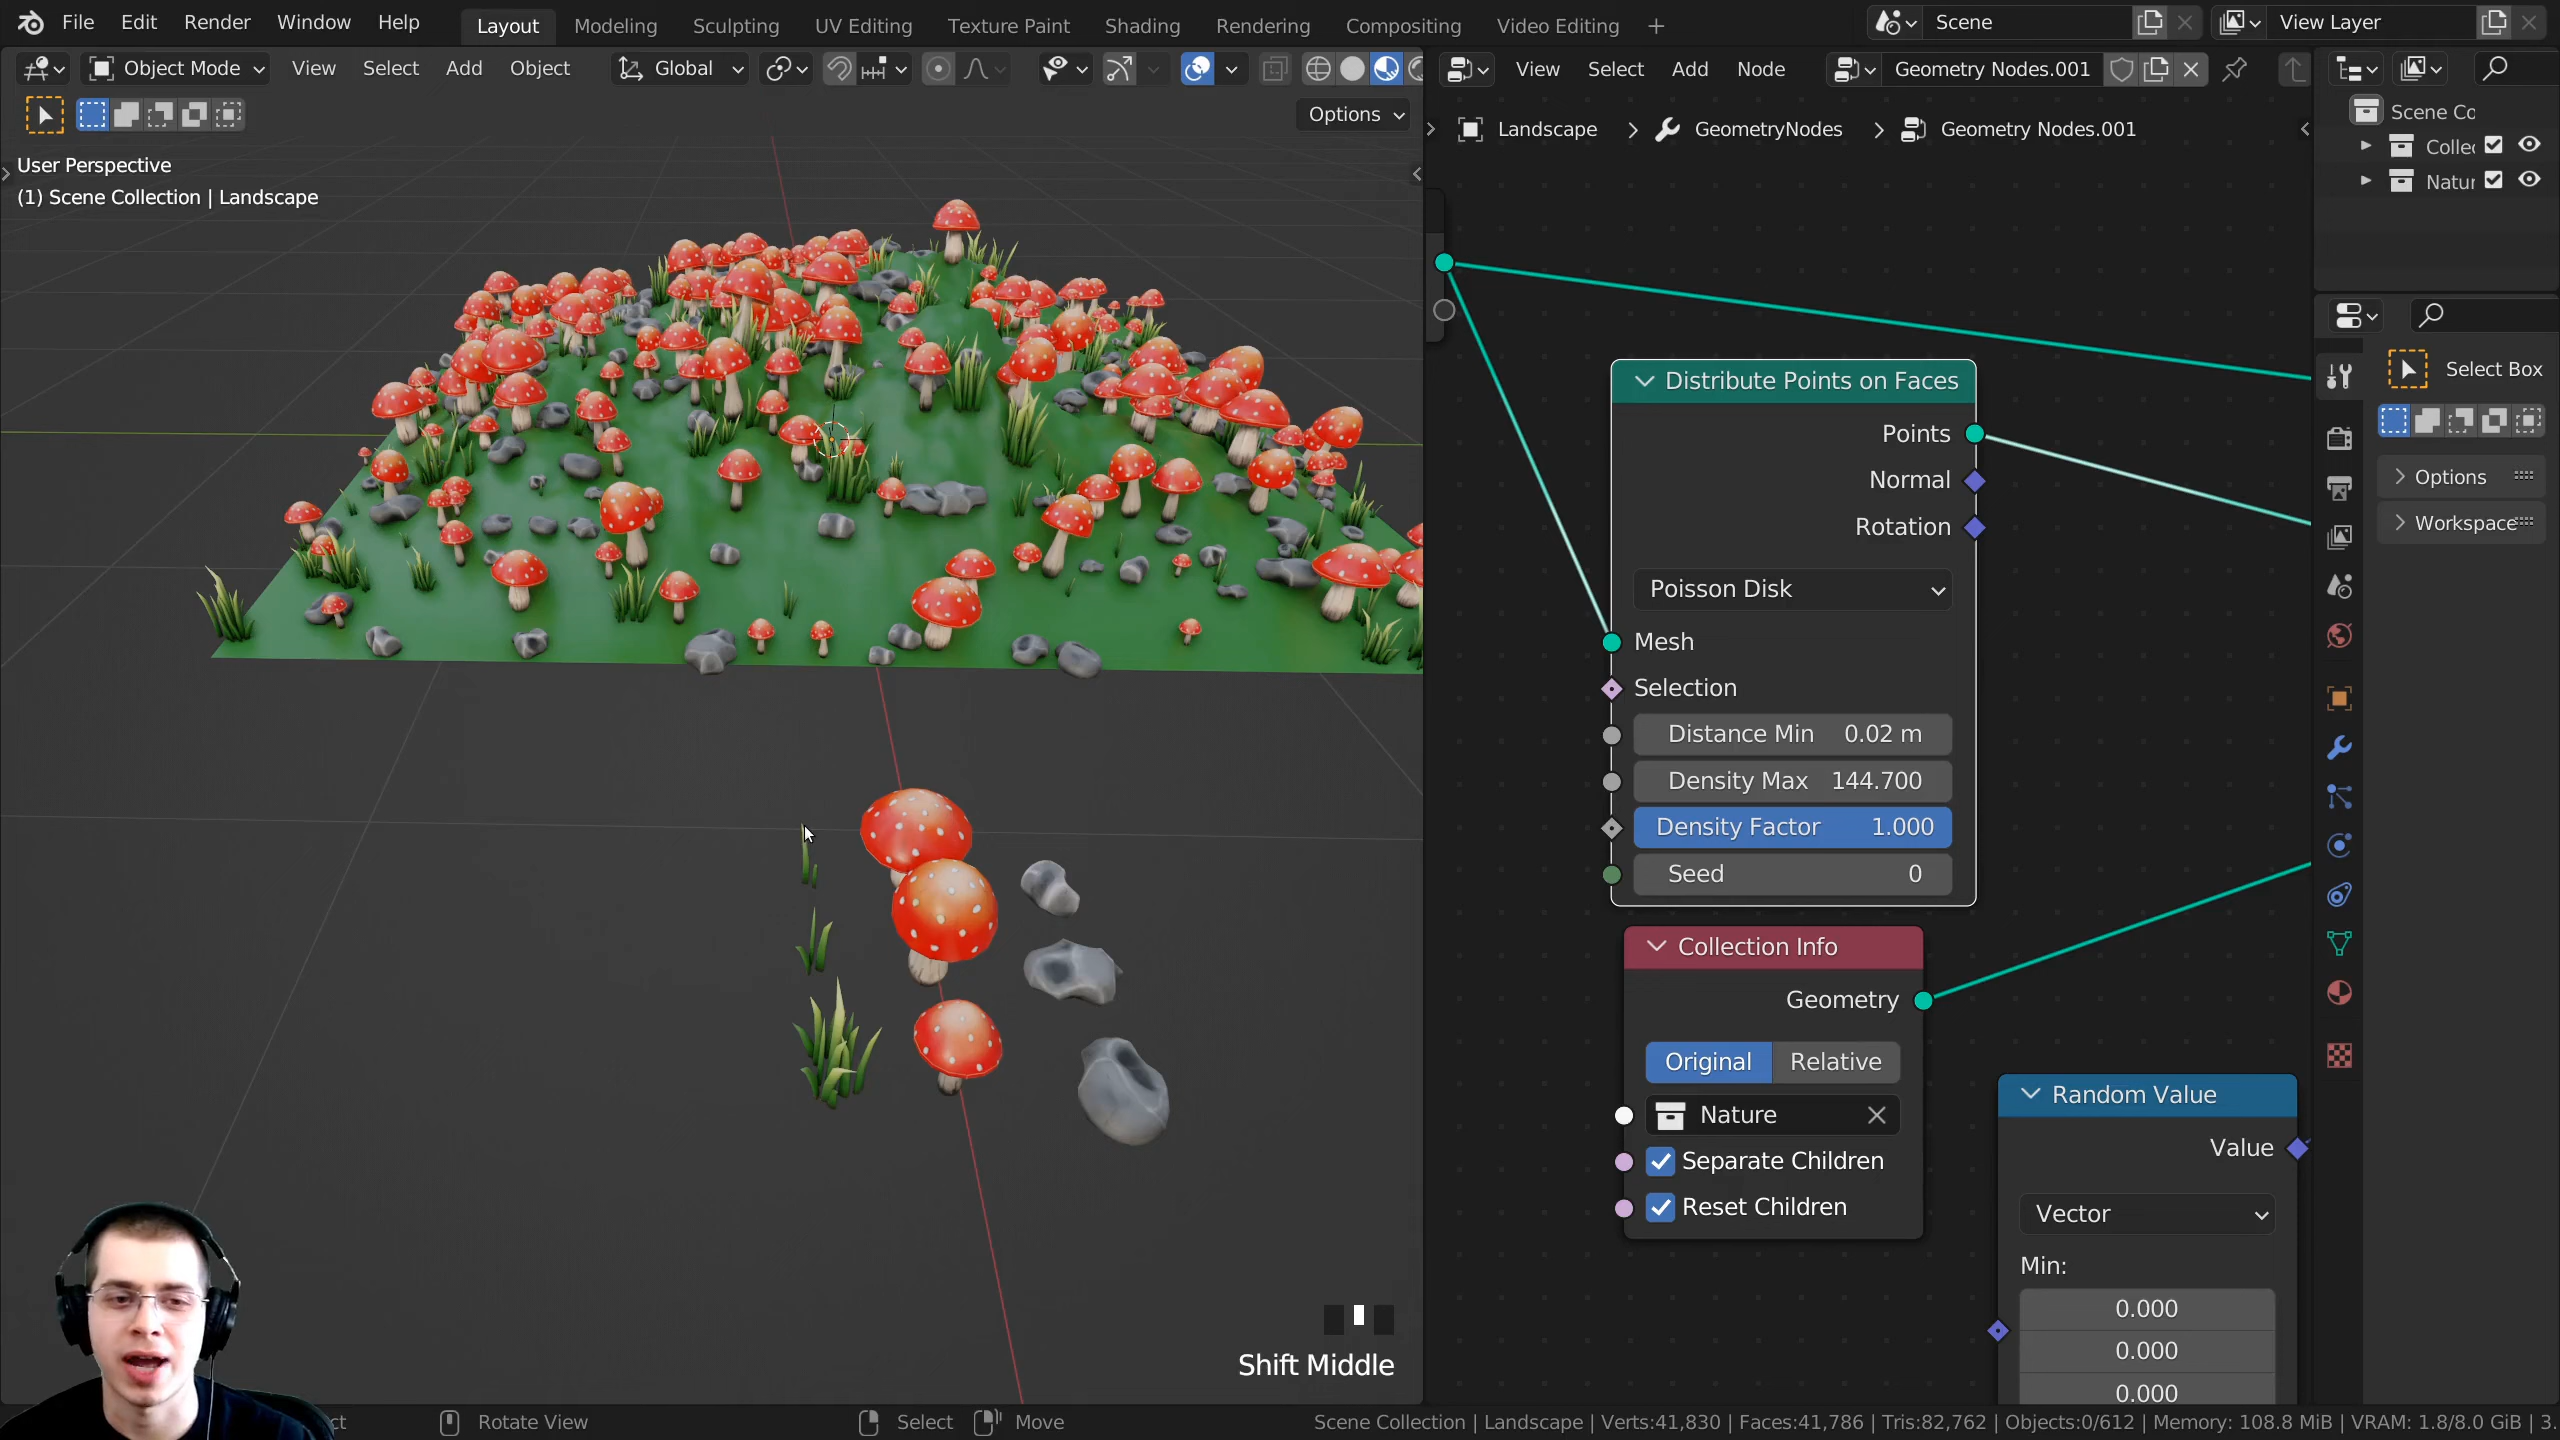 File Edit Render Window Help Layout Modeling Sculpting UV Editing Texture Paint Shading Rendering Compositing Video Editing + Scene View Layer
Object Mode View Select Add Object Global View Select Add Node Geometry Nodes.001
Options
Landscape > GeometryNodes > Geometry Nodes.001
Scene Co
Collec
Natur
User Perspective
(1) Scene Collection | Landscape
Distribute Points on Faces
Points
Normal
Rotation
Poisson Disk
Mesh
Selection
Distance Min 0.02 m
Density Max 144.700
Density Factor 1.000
Seed 0
Collection Info
Geometry
Original Relative
Nature
Separate Children
Reset Children
Random Value
Value
Vector
Min:
0.000
0.000
0.000
Select Box
Options
Workspace
Shift Middle
ct Rotate View Select Move Scene Collection | Landscape | Verts:41,830 | Faces:41,786 | Tris:82,762 | Objects:0/612 | Memory: 108.8 MiB | VRAM: 1.8/8.0 GiB | 3.